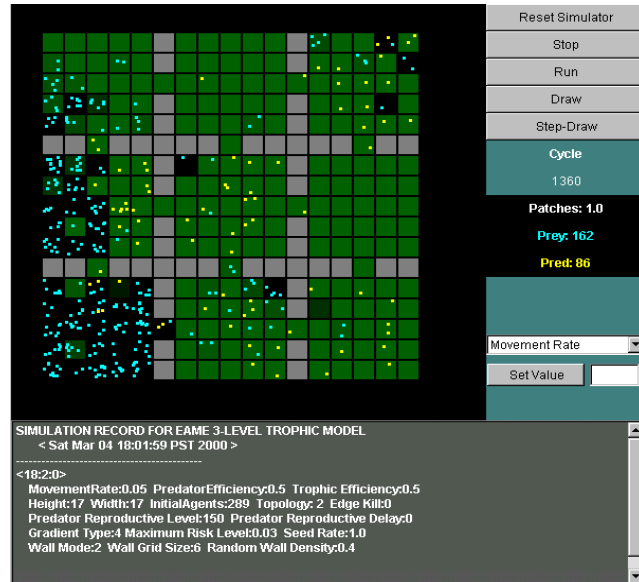 Reset Simulator
Stop
Run
Draw
Step-Draw
Cycle
1360
Patches: 1.0
Prey: 162
Pred: 86
Movement Rate
Set Value
SIMULATION RECORD FOR EAME 3-LEVEL TROPHIC MODEL
< Sat Mar 04 18:01:59 PST 2000 >
------------------------------------------
<18:2:0>
MovementRate:0.05 PredatorEfficiency:0.5 Trophic Efficiency:0.5
Height:17 Width:17 InitialAgents:289 Topology: 2 Edge Kill:0
Predator Reproductive Level:150 Predator Reproductive Delay:0
Gradient Type:4 Maximum Risk Level:0.03 Seed Rate:1.0
Wall Mode:2 Wall Grid Size:6 Random Wall Density:0.4